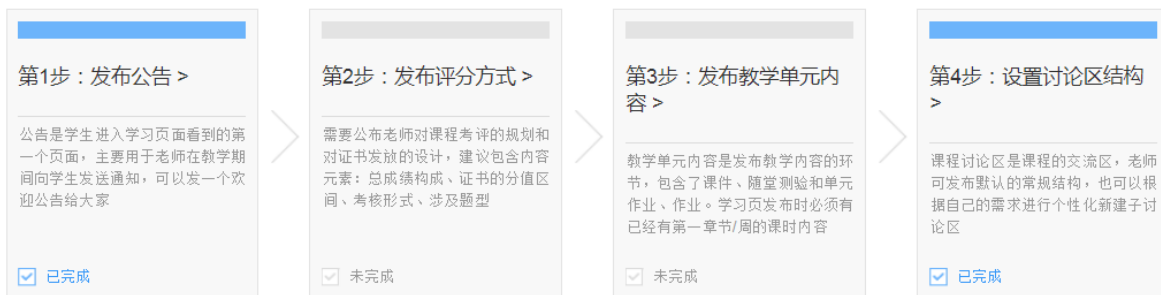 第1步：发布公告 >
公告是学生进入学习页面看到的第
一个页面，主要用于老师在教学期
间向学生发送通知，可以发一个欢
迎公告给大家
已完成
第2步：发布评分方式 >
需要公布老师对课程考评的规划和
对证书发放的设计，建议包含内容
元素：总成绩构成、证书的分值区
间、考核形式、涉及题型
未完成
第3步：发布教学单元内
容 >
教学单元内容是发布教学内容的环
节，包含了课件、随堂测验和单元
作业、作业。学习页发布时必须有
已经有第一章节/周的课时内容
未完成
第4步：设置讨论区结构
>
课程讨论区是课程的交流区，老师
可发布默认的常规结构，也可以根
据自己的需求进行个性化新建子讨
论区
已完成